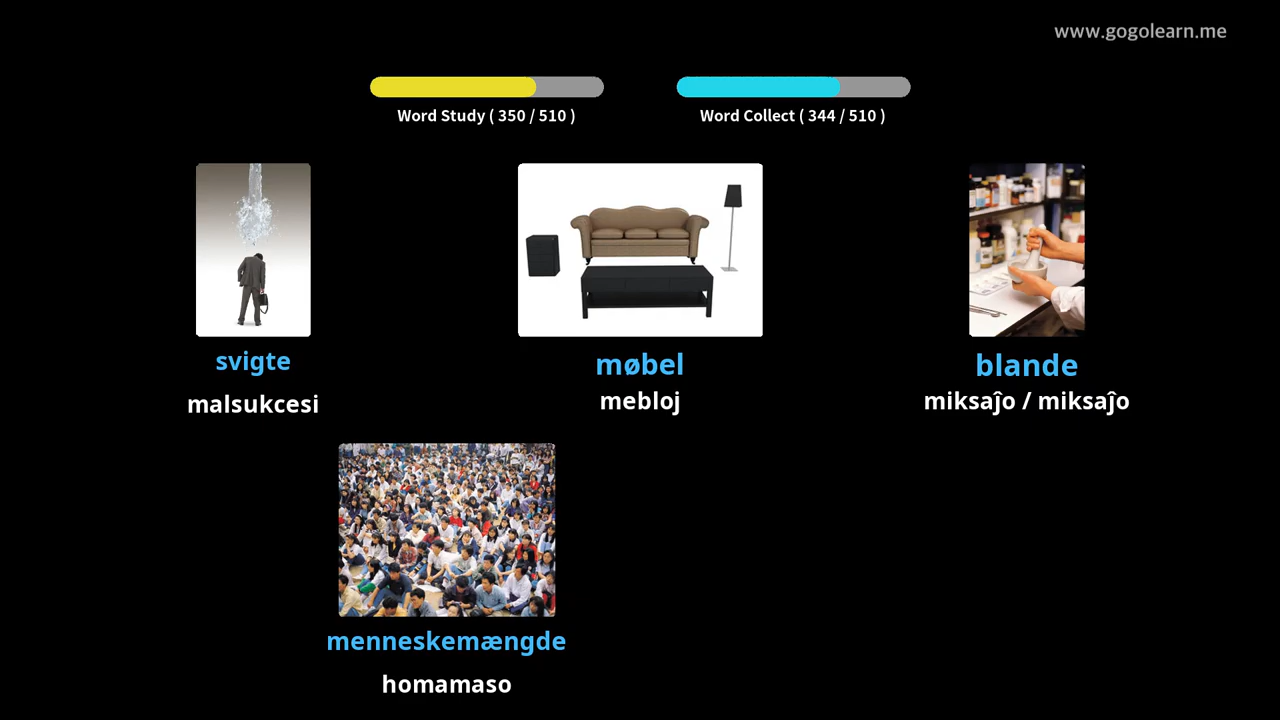 www.gogolearn.me
Word Study ( 350 / 510 )
Word Collect ( 344 / 510 )
svigte
malsukcesi
møbel
mebloj
blande
miksaĵo / miksaĵo
menneskemængde
homamaso